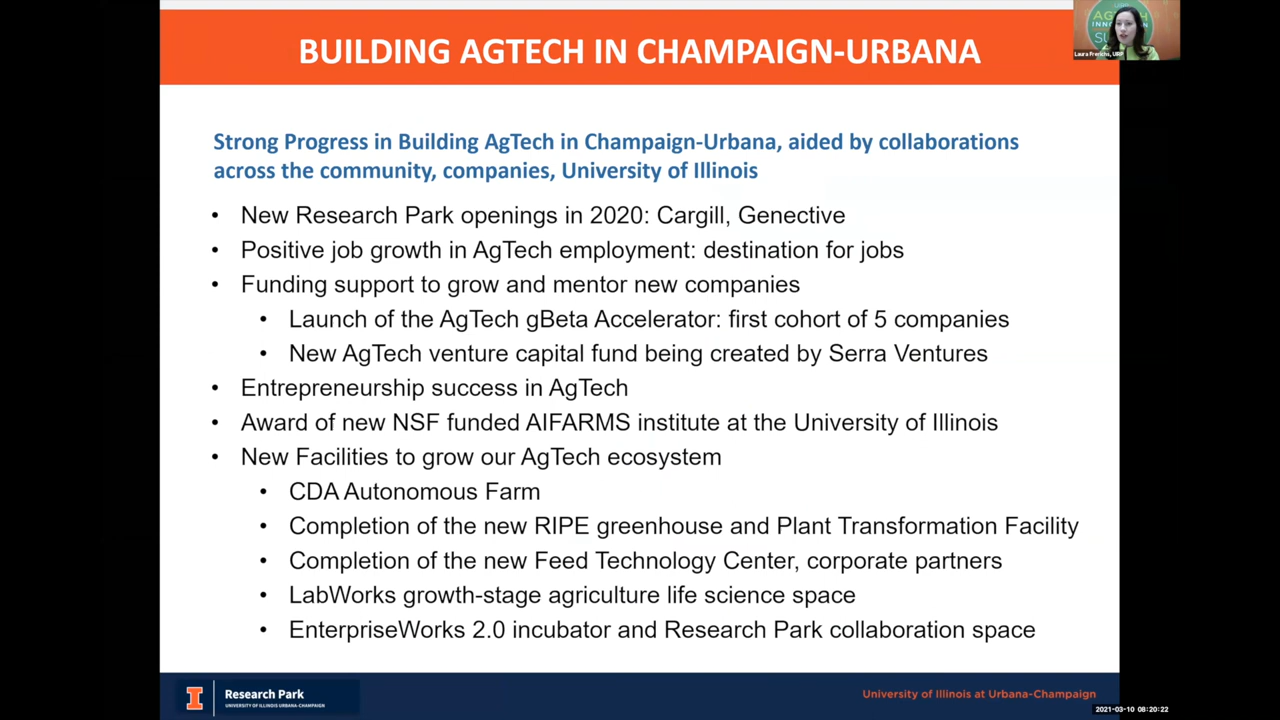 BUILDING AGTECH IN CHAMPAIGN-URBANA
AGTECH
Laura Frerichs, URP
Strong Progress in Building AgTech in Champaign-Urbana, aided by collaborations
across the community, companies, University of Illinois
• New Research Park openings in 2020: Cargill, Genective
• Positive job growth in AgTech employment: destination for jobs
• Funding support to grow and mentor new companies
• Launch of the AgTech gBeta Accelerator: first cohort of 5 companies
• New AgTech venture capital fund being created by Serra Ventures
• Entrepreneurship success in AgTech
• Award of new NSF funded AIFARMS institute at the University of Illinois
• New Facilities to grow our AgTech ecosystem
• CDA Autonomous Farm
• Completion of the new RIPE greenhouse and Plant Transformation Facility
• Completion of the new Feed Technology Center, corporate partners
• LabWorks growth-stage agriculture life science space
• EnterpriseWorks 2.0 incubator and Research Park collaboration space
I
Research Park
UNIVERSITY OF ILLINOIS URBANA-CHAMPAIGN
University of Illinois at Urbana-Champaign
2021-03-10 08:20:22